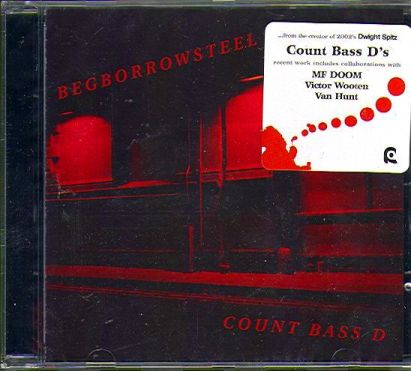 BEGBORROWSTEEL
...from the creator of 2002's Dwight Spitz
Count Bass D's
recent work includes collaborations with
MF DOOM
Victor Wooten
Van Hunt
COUNT BASS D